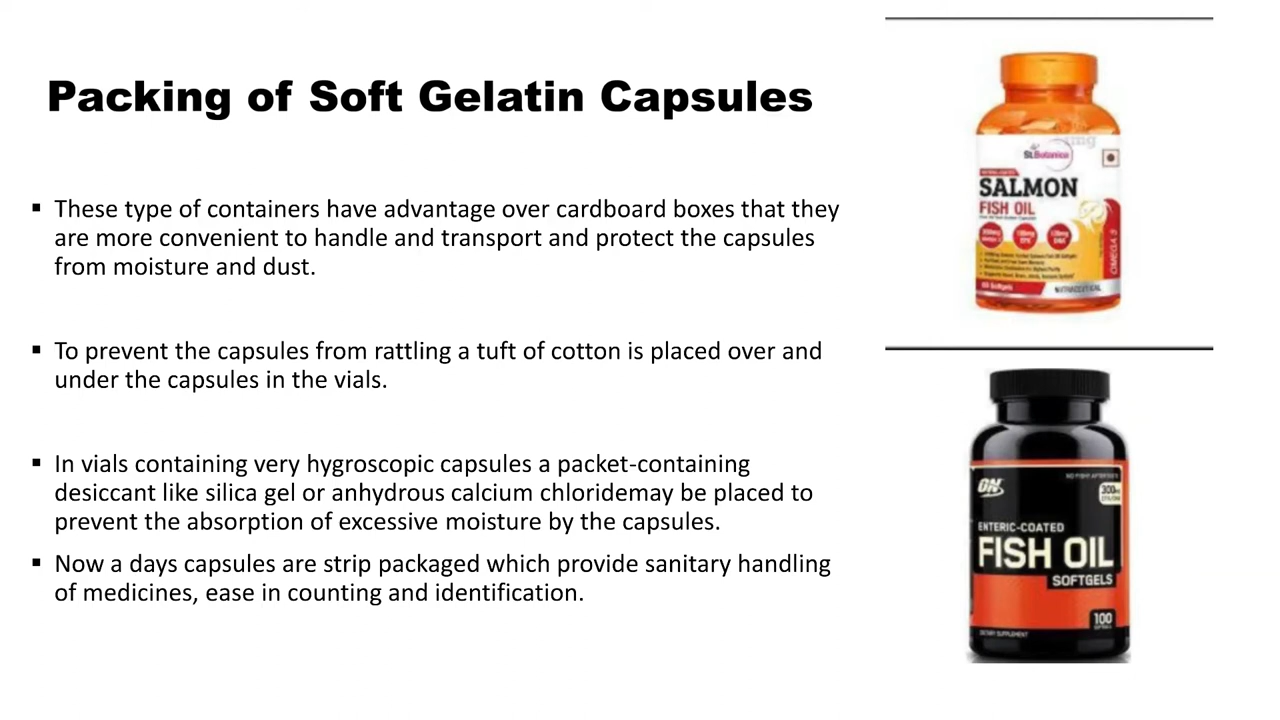 Packing of Soft Gelatin Capsules
▪ These type of containers have advantage over cardboard boxes that they
are more convenient to handle and transport and protect the capsules
from moisture and dust.
▪ To prevent the capsules from rattling a tuft of cotton is placed over and
under the capsules in the vials.
▪ In vials containing very hygroscopic capsules a packet-containing
desiccant like silica gel or anhydrous calcium chloridemay be placed to
prevent the absorption of excessive moisture by the capsules.
▪ Now a days capsules are strip packaged which provide sanitary handling
of medicines, ease in counting and identification.
StBotanica
SALMON
FISH OIL
OMEGA 3
NUTRACEUTICAL
ON
ENTERIC-COATED
FISH OIL
SOFTGELS
100
DIETARY SUPPLEMENT